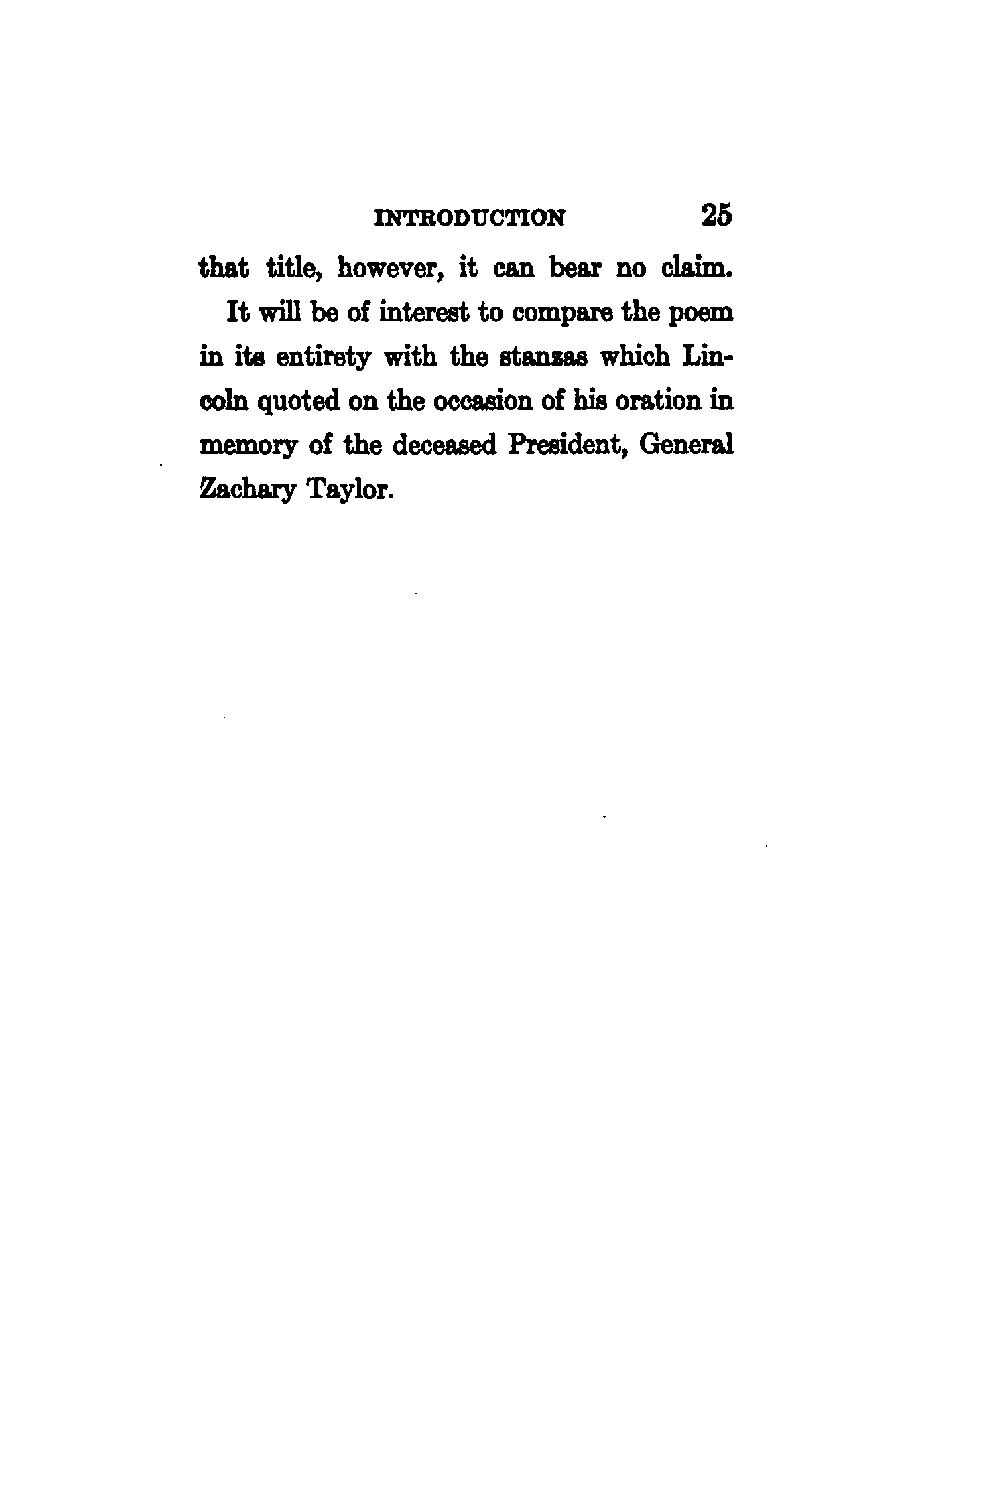 INTRODUCTION 25
that title, however, it can bear no claim.
It will be of interest to compare the poem
in its entirety with the stanzas which Lin-
coln quoted on the occasion of his oration in
memory of the deceased President, General
Zachary Taylor.